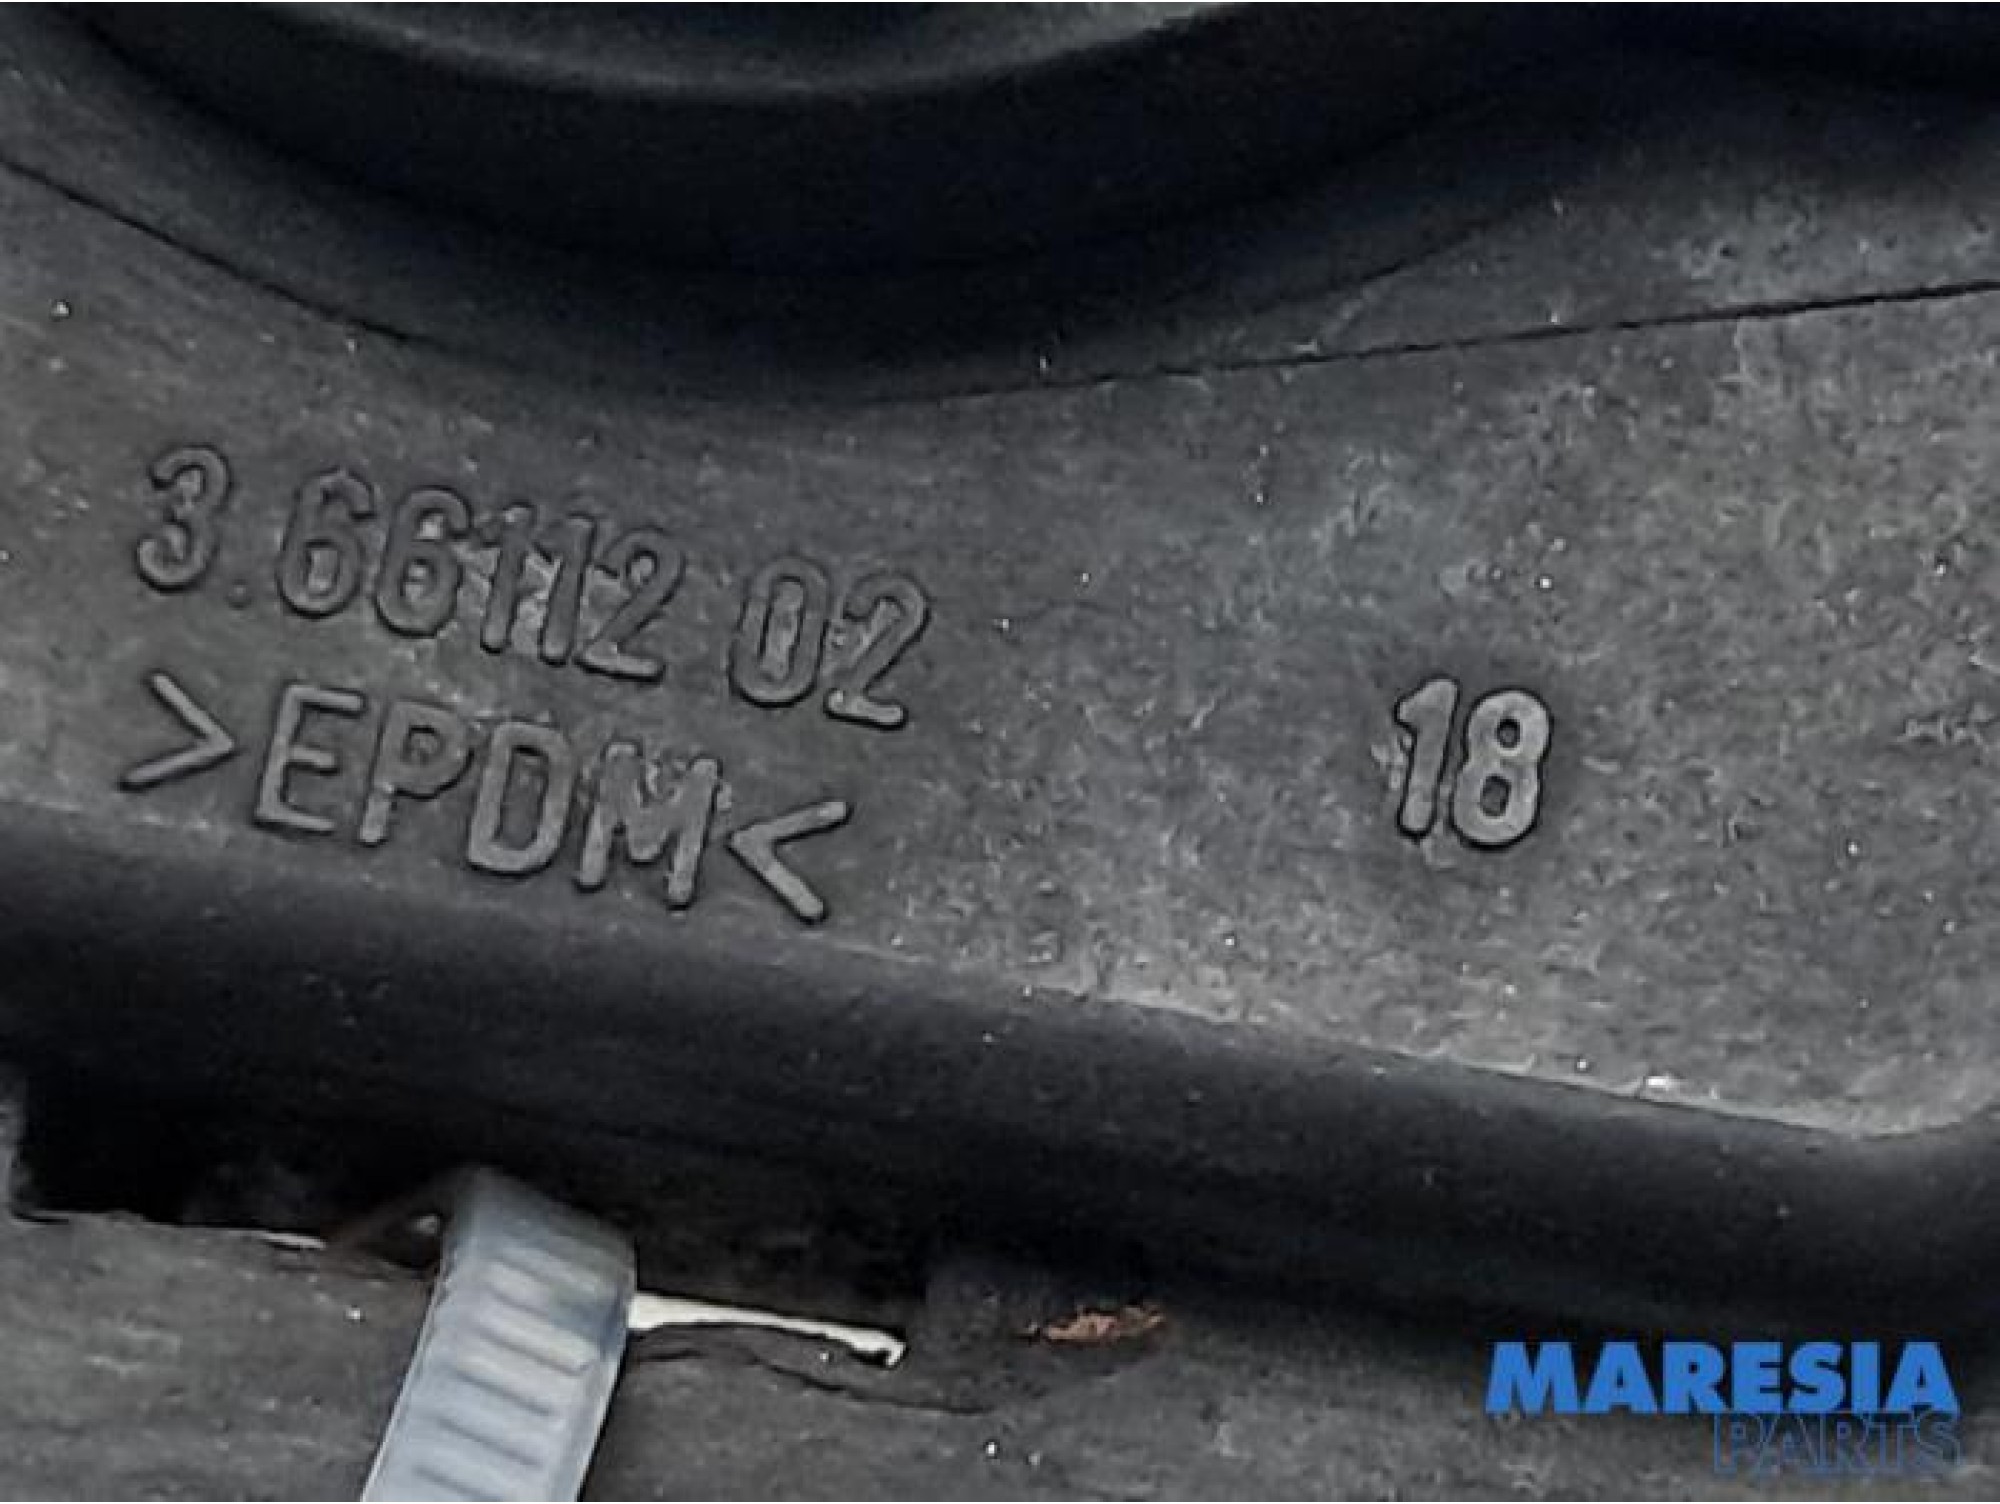 3.66112 02
>EPDM<
18
MARESIA
PARTS